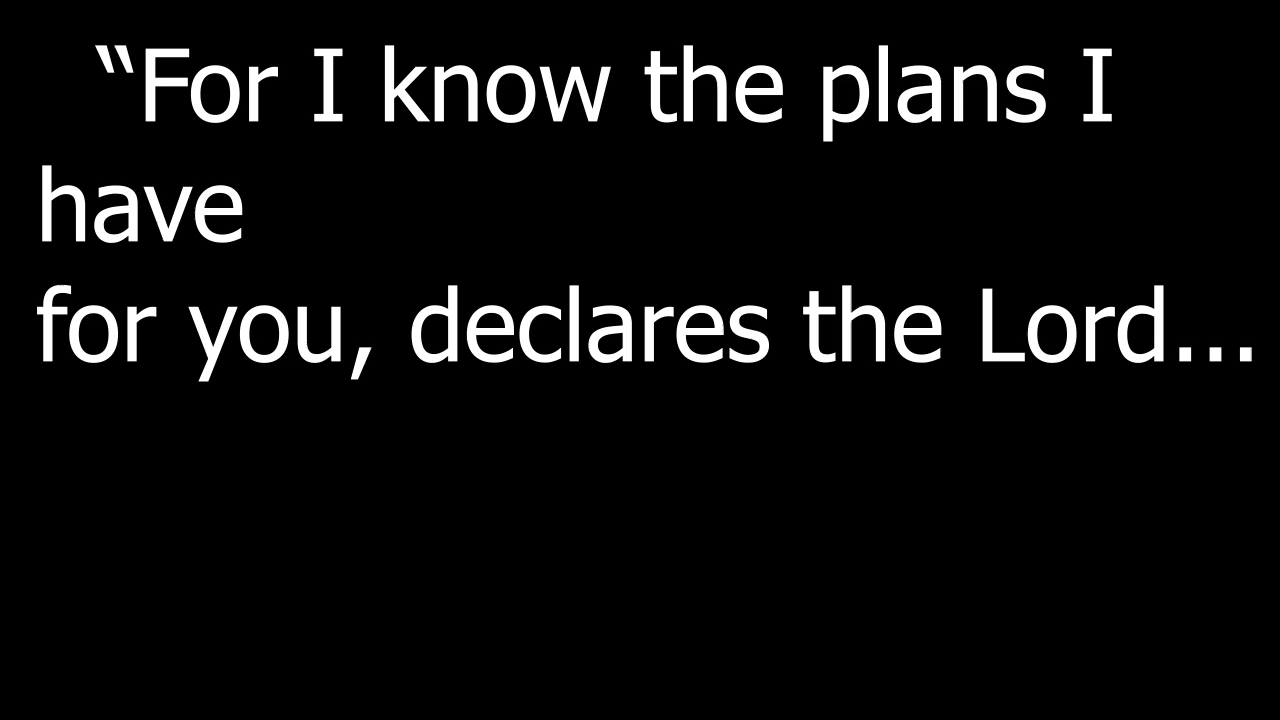 “For I know the plans I
have
for you, declares the Lord...